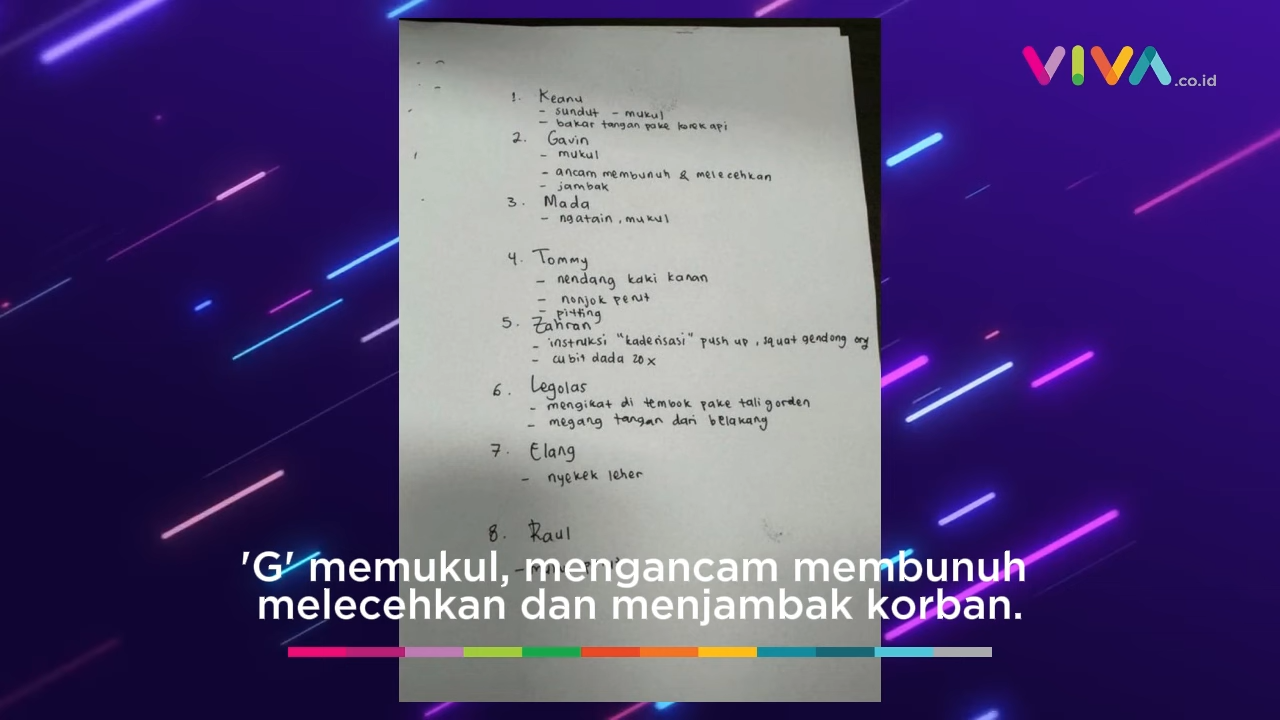 VIVA.co.id
1. Keanu
- sundut - mukul
- bakar tangan pake korek api
2. Gavin
- mukul
- ancam membunuh & melecehkan
- jambak
3. Mada
- ngatain, mukul
4. Tommy
- nendang kaki kanan
- nonjok perut
- pitting
5. Zahran
- instruksi "kaderisasi" push up, squat gendong org
- cubit dada 20x
6. Legolas
- mengikat di tembok pake tali gorden
- megang tangan dari belakang
7. Elang
- nyekek leher
8. Raul
'G' memukul, mengancam membunuh
melecehkan dan menjambak korban.